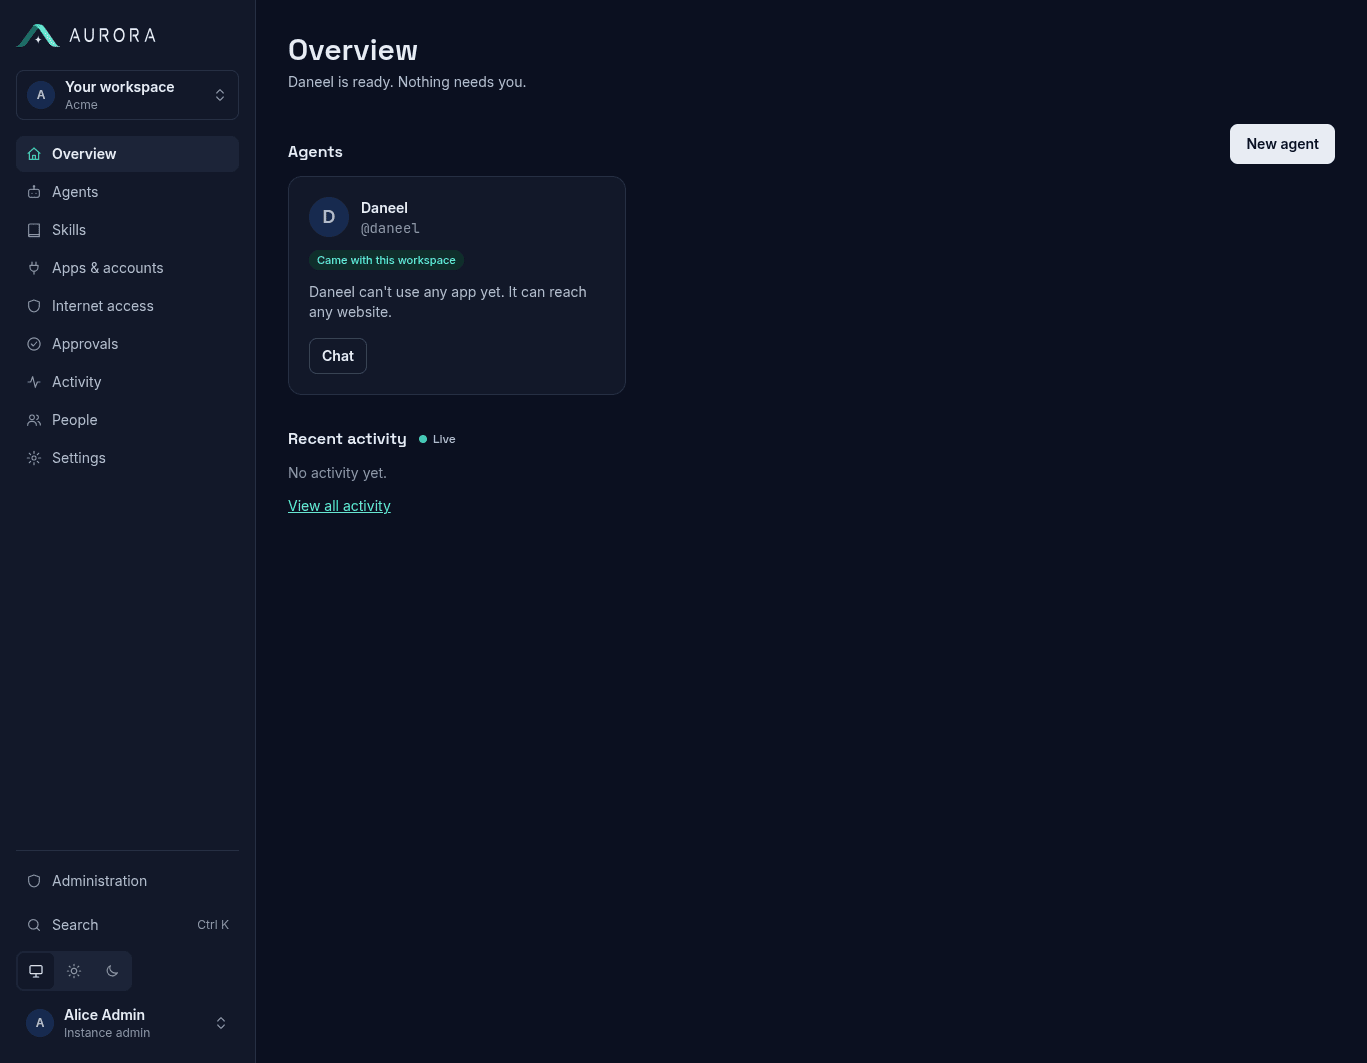 AURORA
A
Your workspace
Acme
Overview
Agents
Skills
Apps & accounts
Internet access
Approvals
Activity
People
Settings
Administration
Search
Ctrl K
A
Alice Admin
Instance admin
Overview
Daneel is ready. Nothing needs you.
Agents
New agent
D
Daneel
@daneel
Came with this workspace
Daneel can't use any app yet. It can reach
any website.
Chat
Recent activity
Live
No activity yet.
View all activity